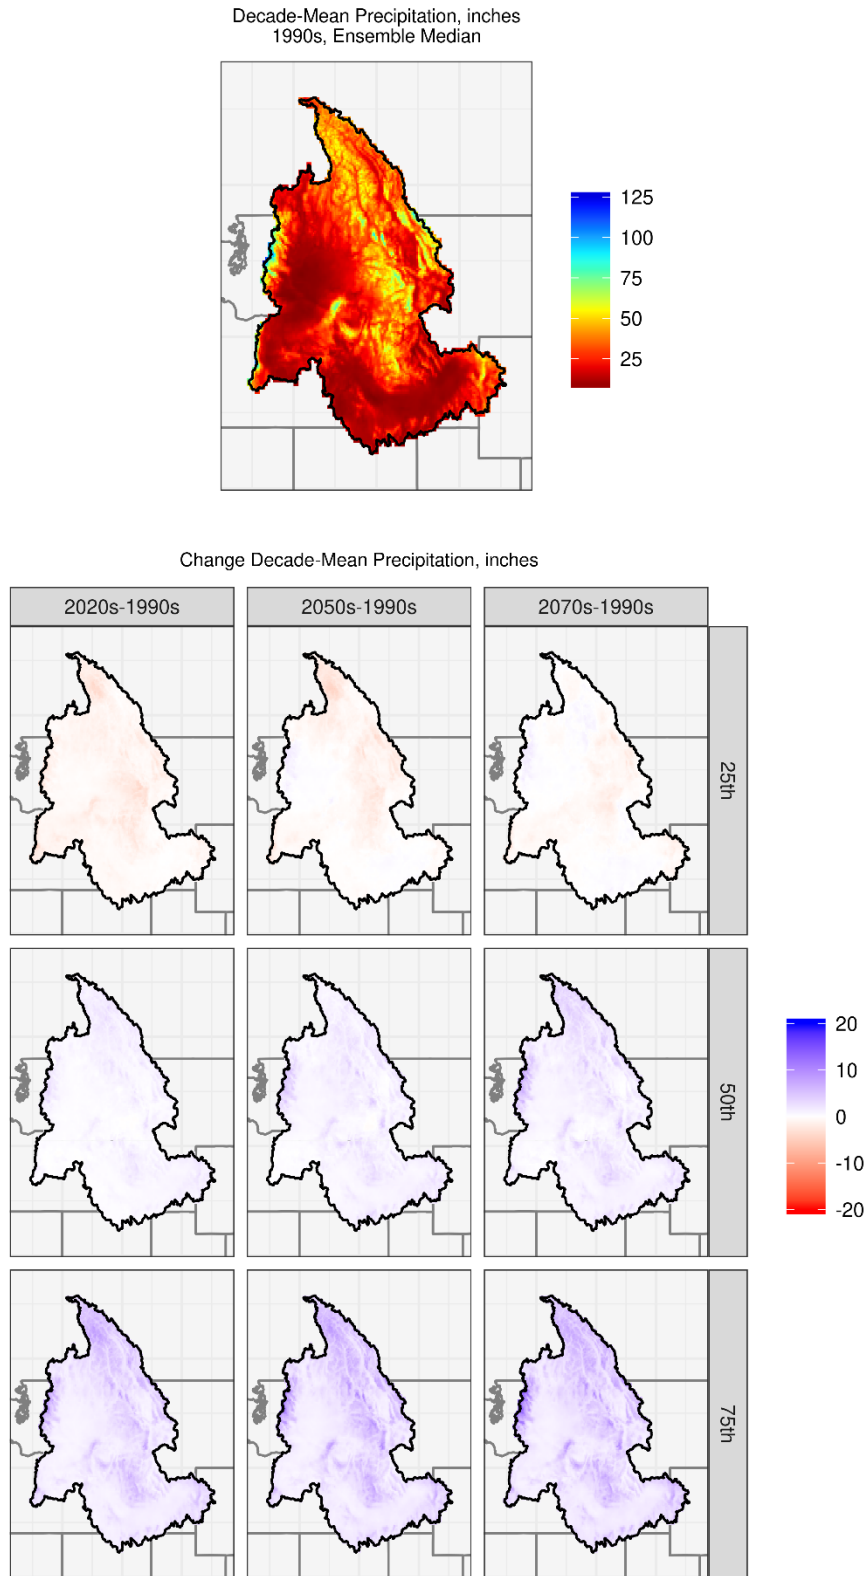 Decade-Mean Precipitation, inches
1990s, Ensemble Median
125
100
75
50
25
Change Decade-Mean Precipitation, inches
2020s-1990s
2050s-1990s
2070s-1990s
25th
50th
75th
20
10
0
-10
-20